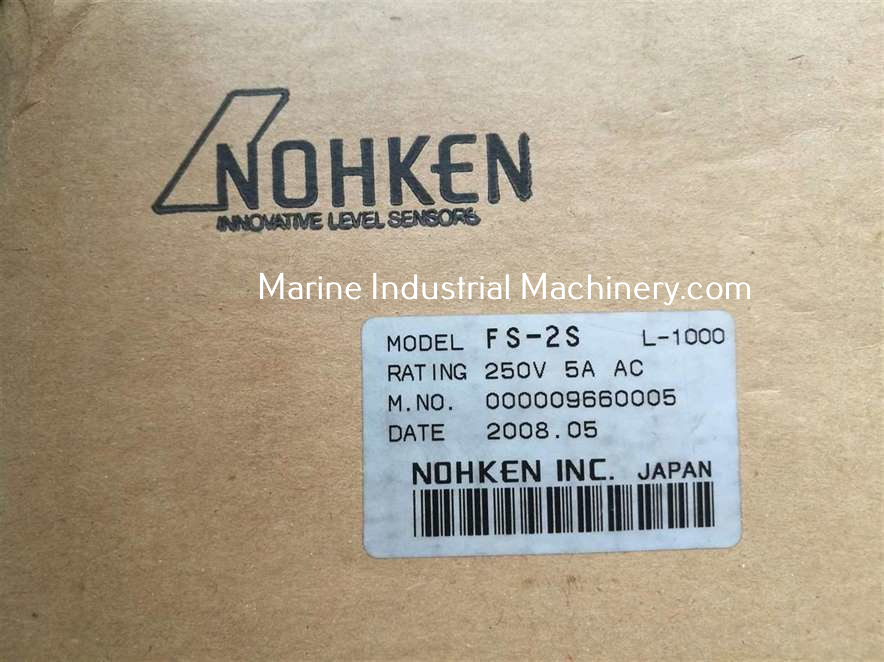 NOHKEN
INNOVATIVE LEVEL SENSORS
Marine Industrial Machinery.com
MODEL FS-2S L-1000
RATING 250V 5A AC
M.NO. 000009660005
DATE 2008.05
NOHKEN INC. JAPAN